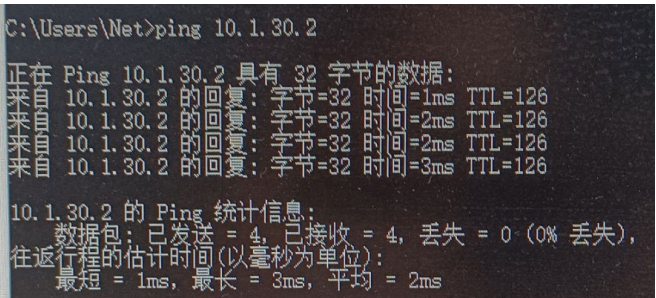 C:\Users\Net>ping 10.1.30.2
正在 Ping 10.1.30.2 具有 32 字节的数据:
来自 10.1.30.2 的回复: 字节=32 时间=1ms TTL=126
来自 10.1.30.2 的回复: 字节=32 时间=2ms TTL=126
来自 10.1.30.2 的回复: 字节=32 时间=2ms TTL=126
来自 10.1.30.2 的回复: 字节=32 时间=3ms TTL=126
10.1.30.2 的 Ping 统计信息:
数据包: 已发送 = 4, 已接收 = 4, 丢失 = 0 (0% 丢失),
往返行程的估计时间(以毫秒为单位):
最短 = 1ms, 最长 = 3ms, 平均 = 2ms